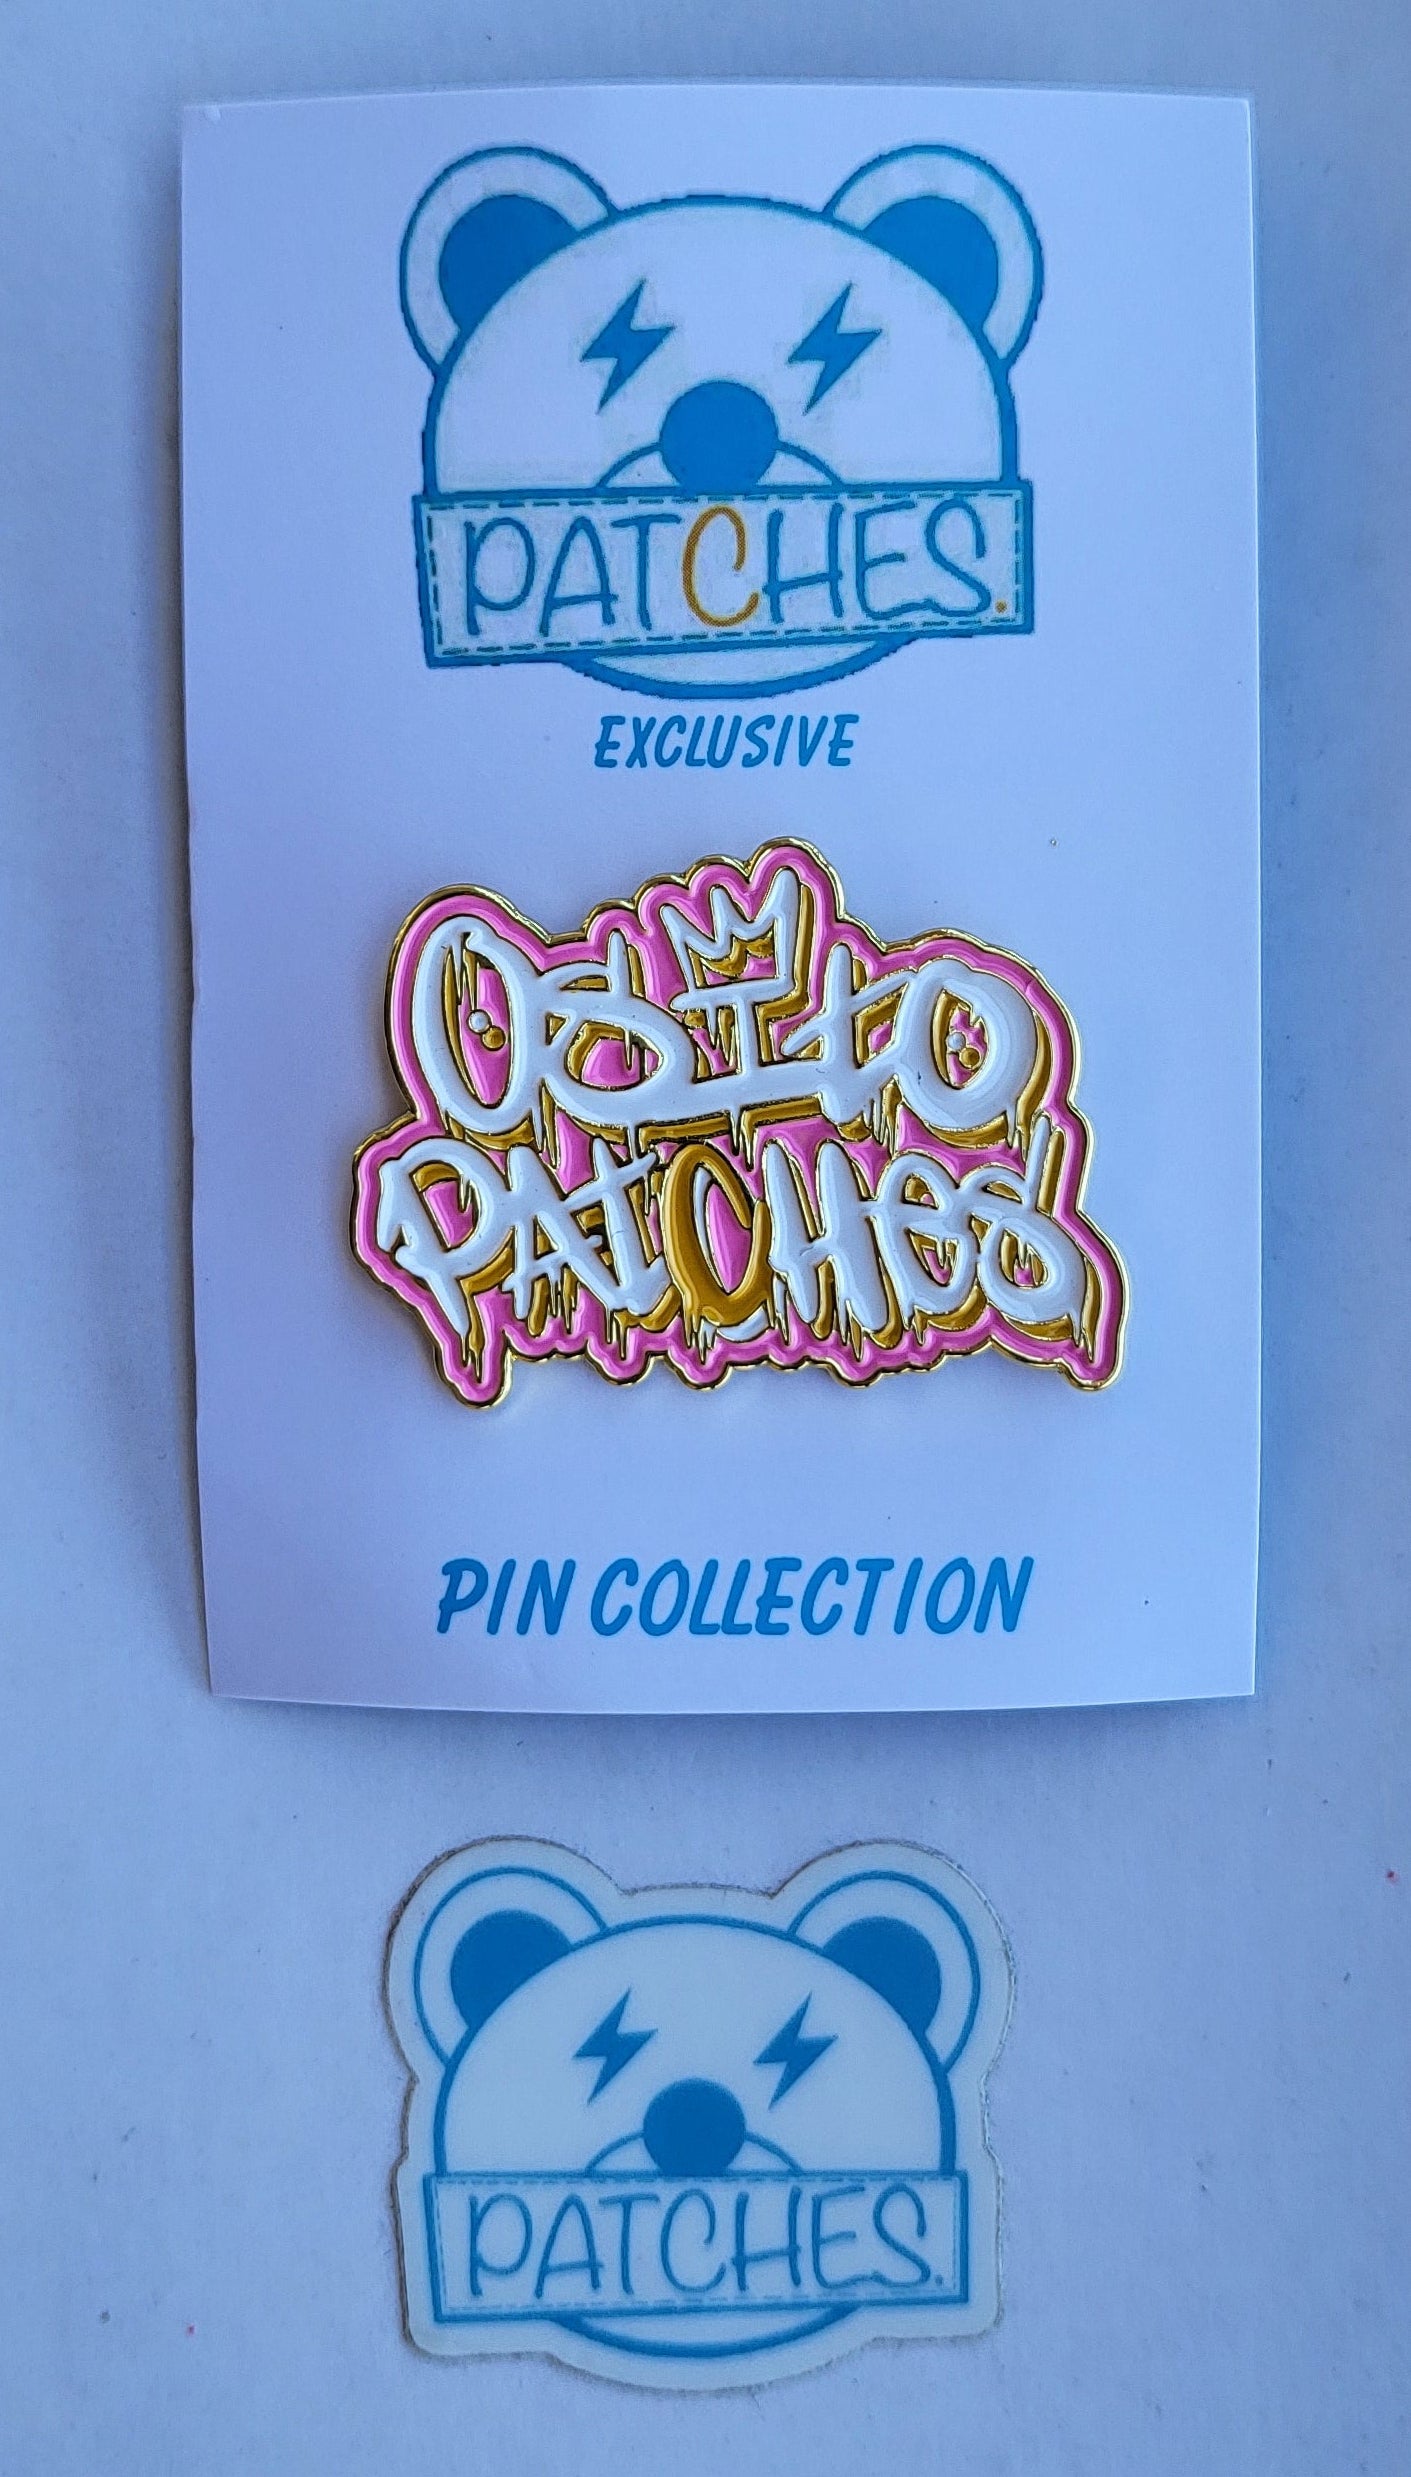 PATCHES.
EXCLUSIVE
OSITO
PATCHES
PIN COLLECTION
PATCHES.